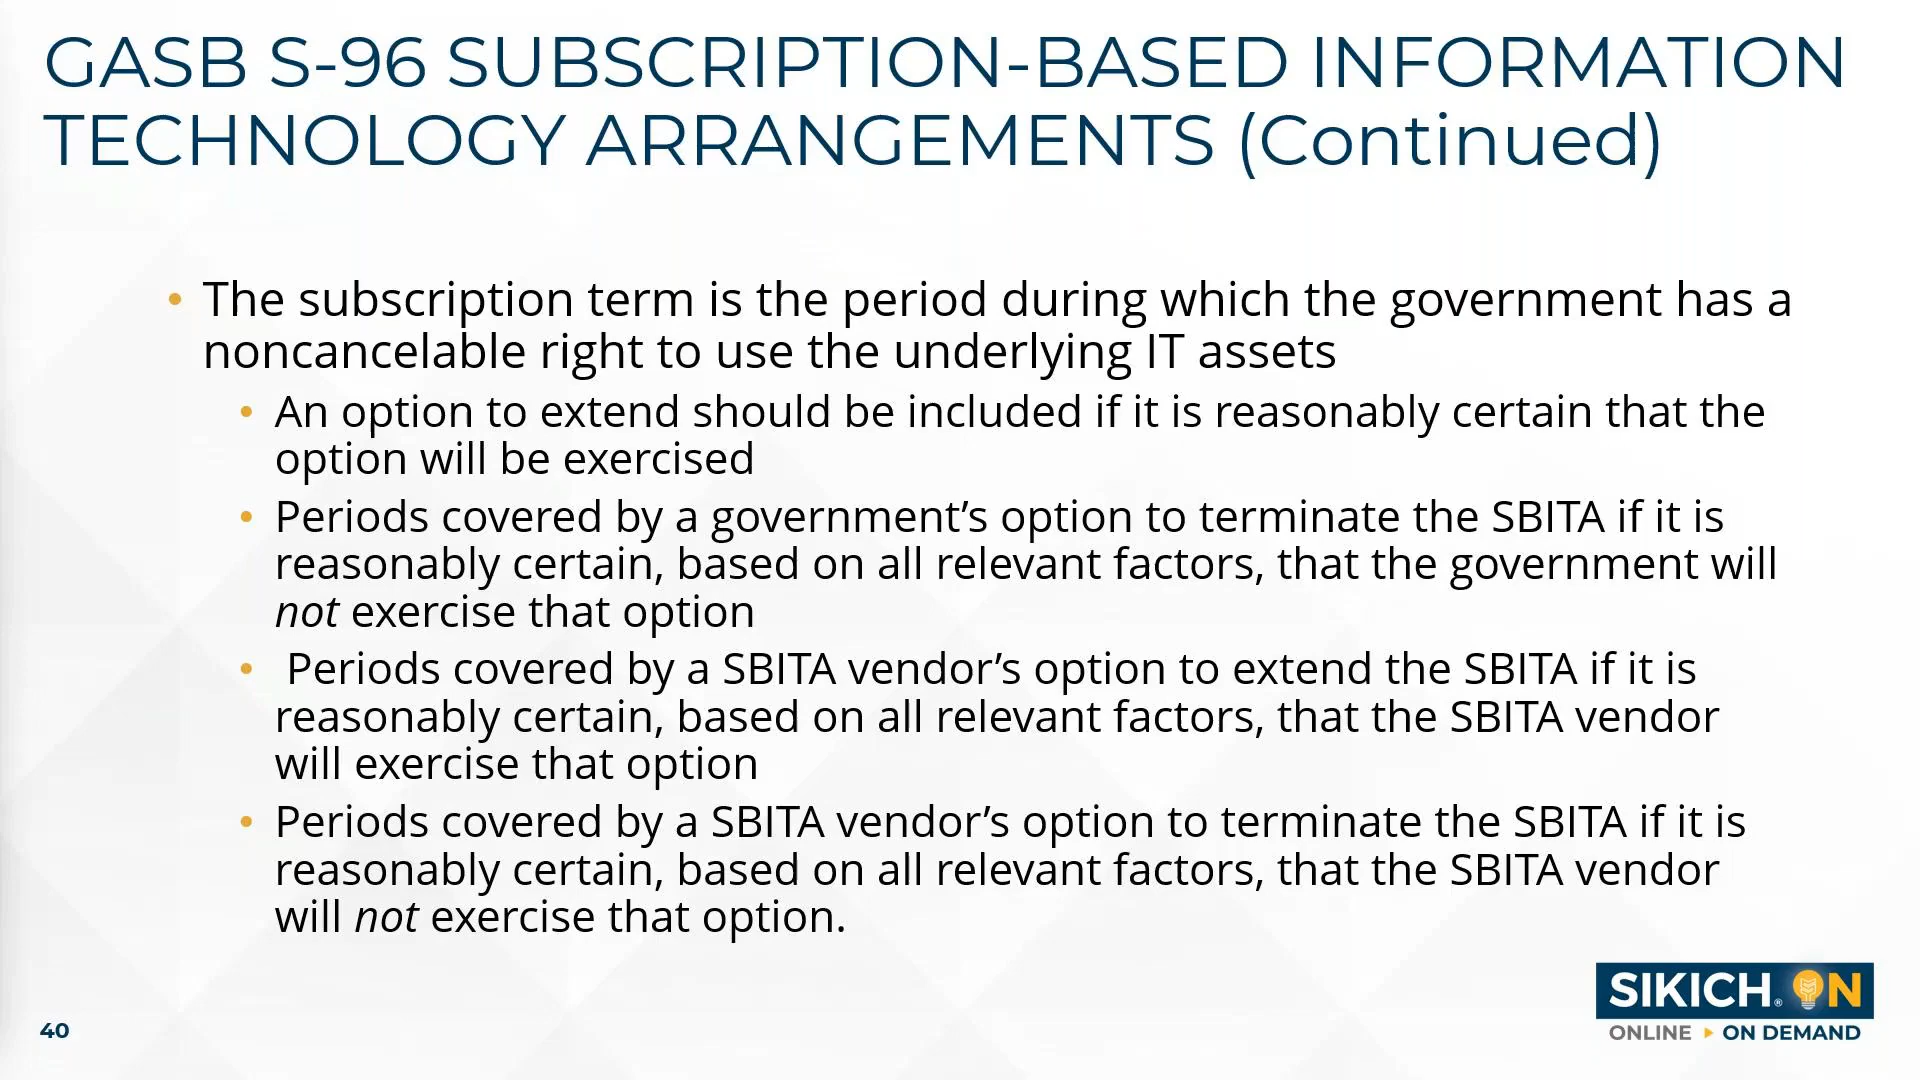 GASB S-96 SUBSCRIPTION-BASED INFORMATION
TECHNOLOGY ARRANGEMENTS (Continued)
• The subscription term is the period during which the government has a
noncancelable right to use the underlying IT assets
• An option to extend should be included if it is reasonably certain that the
option will be exercised
• Periods covered by a government’s option to terminate the SBITA if it is
reasonably certain, based on all relevant factors, that the government will
not exercise that option
• Periods covered by a SBITA vendor’s option to extend the SBITA if it is
reasonably certain, based on all relevant factors, that the SBITA vendor
will exercise that option
• Periods covered by a SBITA vendor’s option to terminate the SBITA if it is
reasonably certain, based on all relevant factors, that the SBITA vendor
will not exercise that option.
SIKICH® ON
ONLINE ▸ ON DEMAND
40